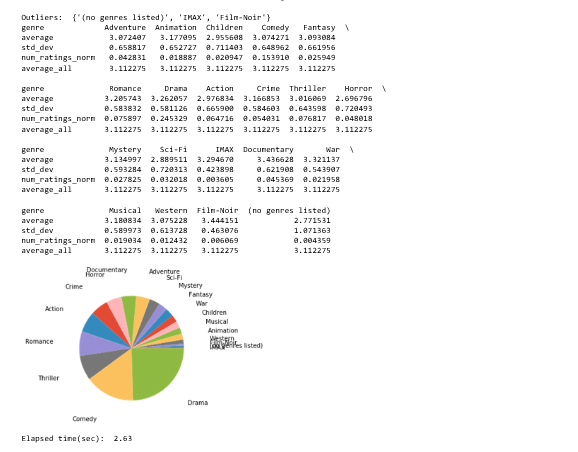 Outliers: {'(no genres listed)', 'IMAX', 'Film-Noir'}
genre Adventure Animation Children Comedy Fantasy \
average 3.072407 3.177095 2.955608 3.074271 3.093084
std_dev 0.658817 0.652727 0.711403 0.648962 0.661956
num_ratings_norm 0.042831 0.018887 0.020947 0.153910 0.025949
average_all 3.112275 3.112275 3.112275 3.112275 3.112275
genre Romance Drama Action Crime Thriller Horror \
average 3.205743 3.262057 2.976834 3.166853 3.016069 2.696796
std_dev 0.583832 0.581126 0.665900 0.584603 0.643598 0.720493
num_ratings_norm 0.075897 0.245329 0.064716 0.054031 0.076817 0.048018
average_all 3.112275 3.112275 3.112275 3.112275 3.112275 3.112275
genre Mystery Sci-Fi IMAX Documentary War \
average 3.134997 2.889511 3.294670 3.436628 3.321137
std_dev 0.593284 0.720313 0.423898 0.621908 0.543907
num_ratings_norm 0.027825 0.032018 0.003605 0.045369 0.021958
average_all 3.112275 3.112275 3.112275 3.112275 3.112275
genre Musical Western Film-Noir (no genres listed)
average 3.180834 3.075228 3.444151 2.771531
std_dev 0.589973 0.613728 0.463076 1.071363
num_ratings_norm 0.019034 0.012432 0.006069 0.004359
average_all 3.112275 3.112275 3.112275 3.112275
Documentary
Horror
Crime
Action
Romance
Thriller
Comedy
Drama
Adventure
Sci-Fi
Mystery
Fantasy
War
Children
Musical
Animation
Western
(no genres listed)
Elapsed time(sec): 2.63